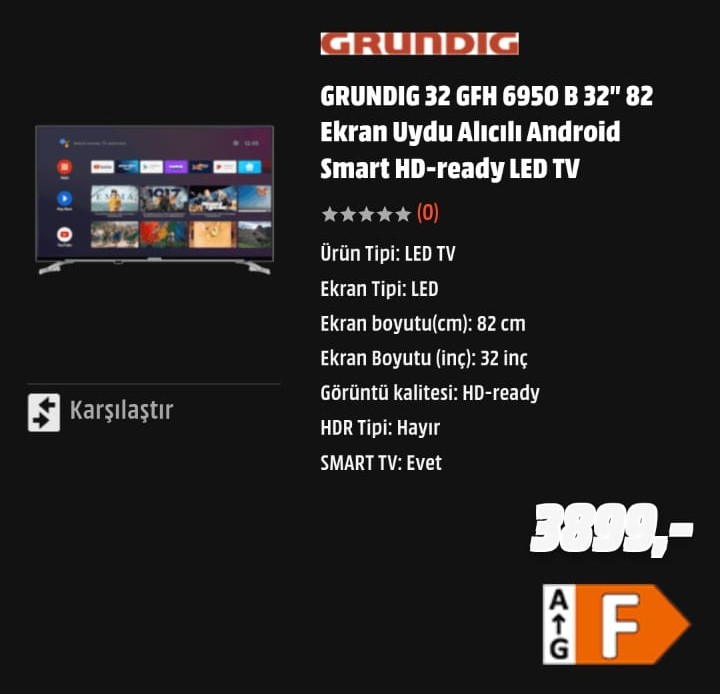 GRUNDIG
GRUNDIG 32 GFH 6950 B 32" 82
Ekran Uydu Alıcılı Android
Smart HD-ready LED TV
(0)
Ürün Tipi: LED TV
Ekran Tipi: LED
Ekran boyutu(cm): 82 cm
Ekran Boyutu (inç): 32 inç
Görüntü kalitesi: HD-ready
HDR Tipi: Hayır
SMART TV: Evet
Karşılaştır
3899,-
A
↑
G
F